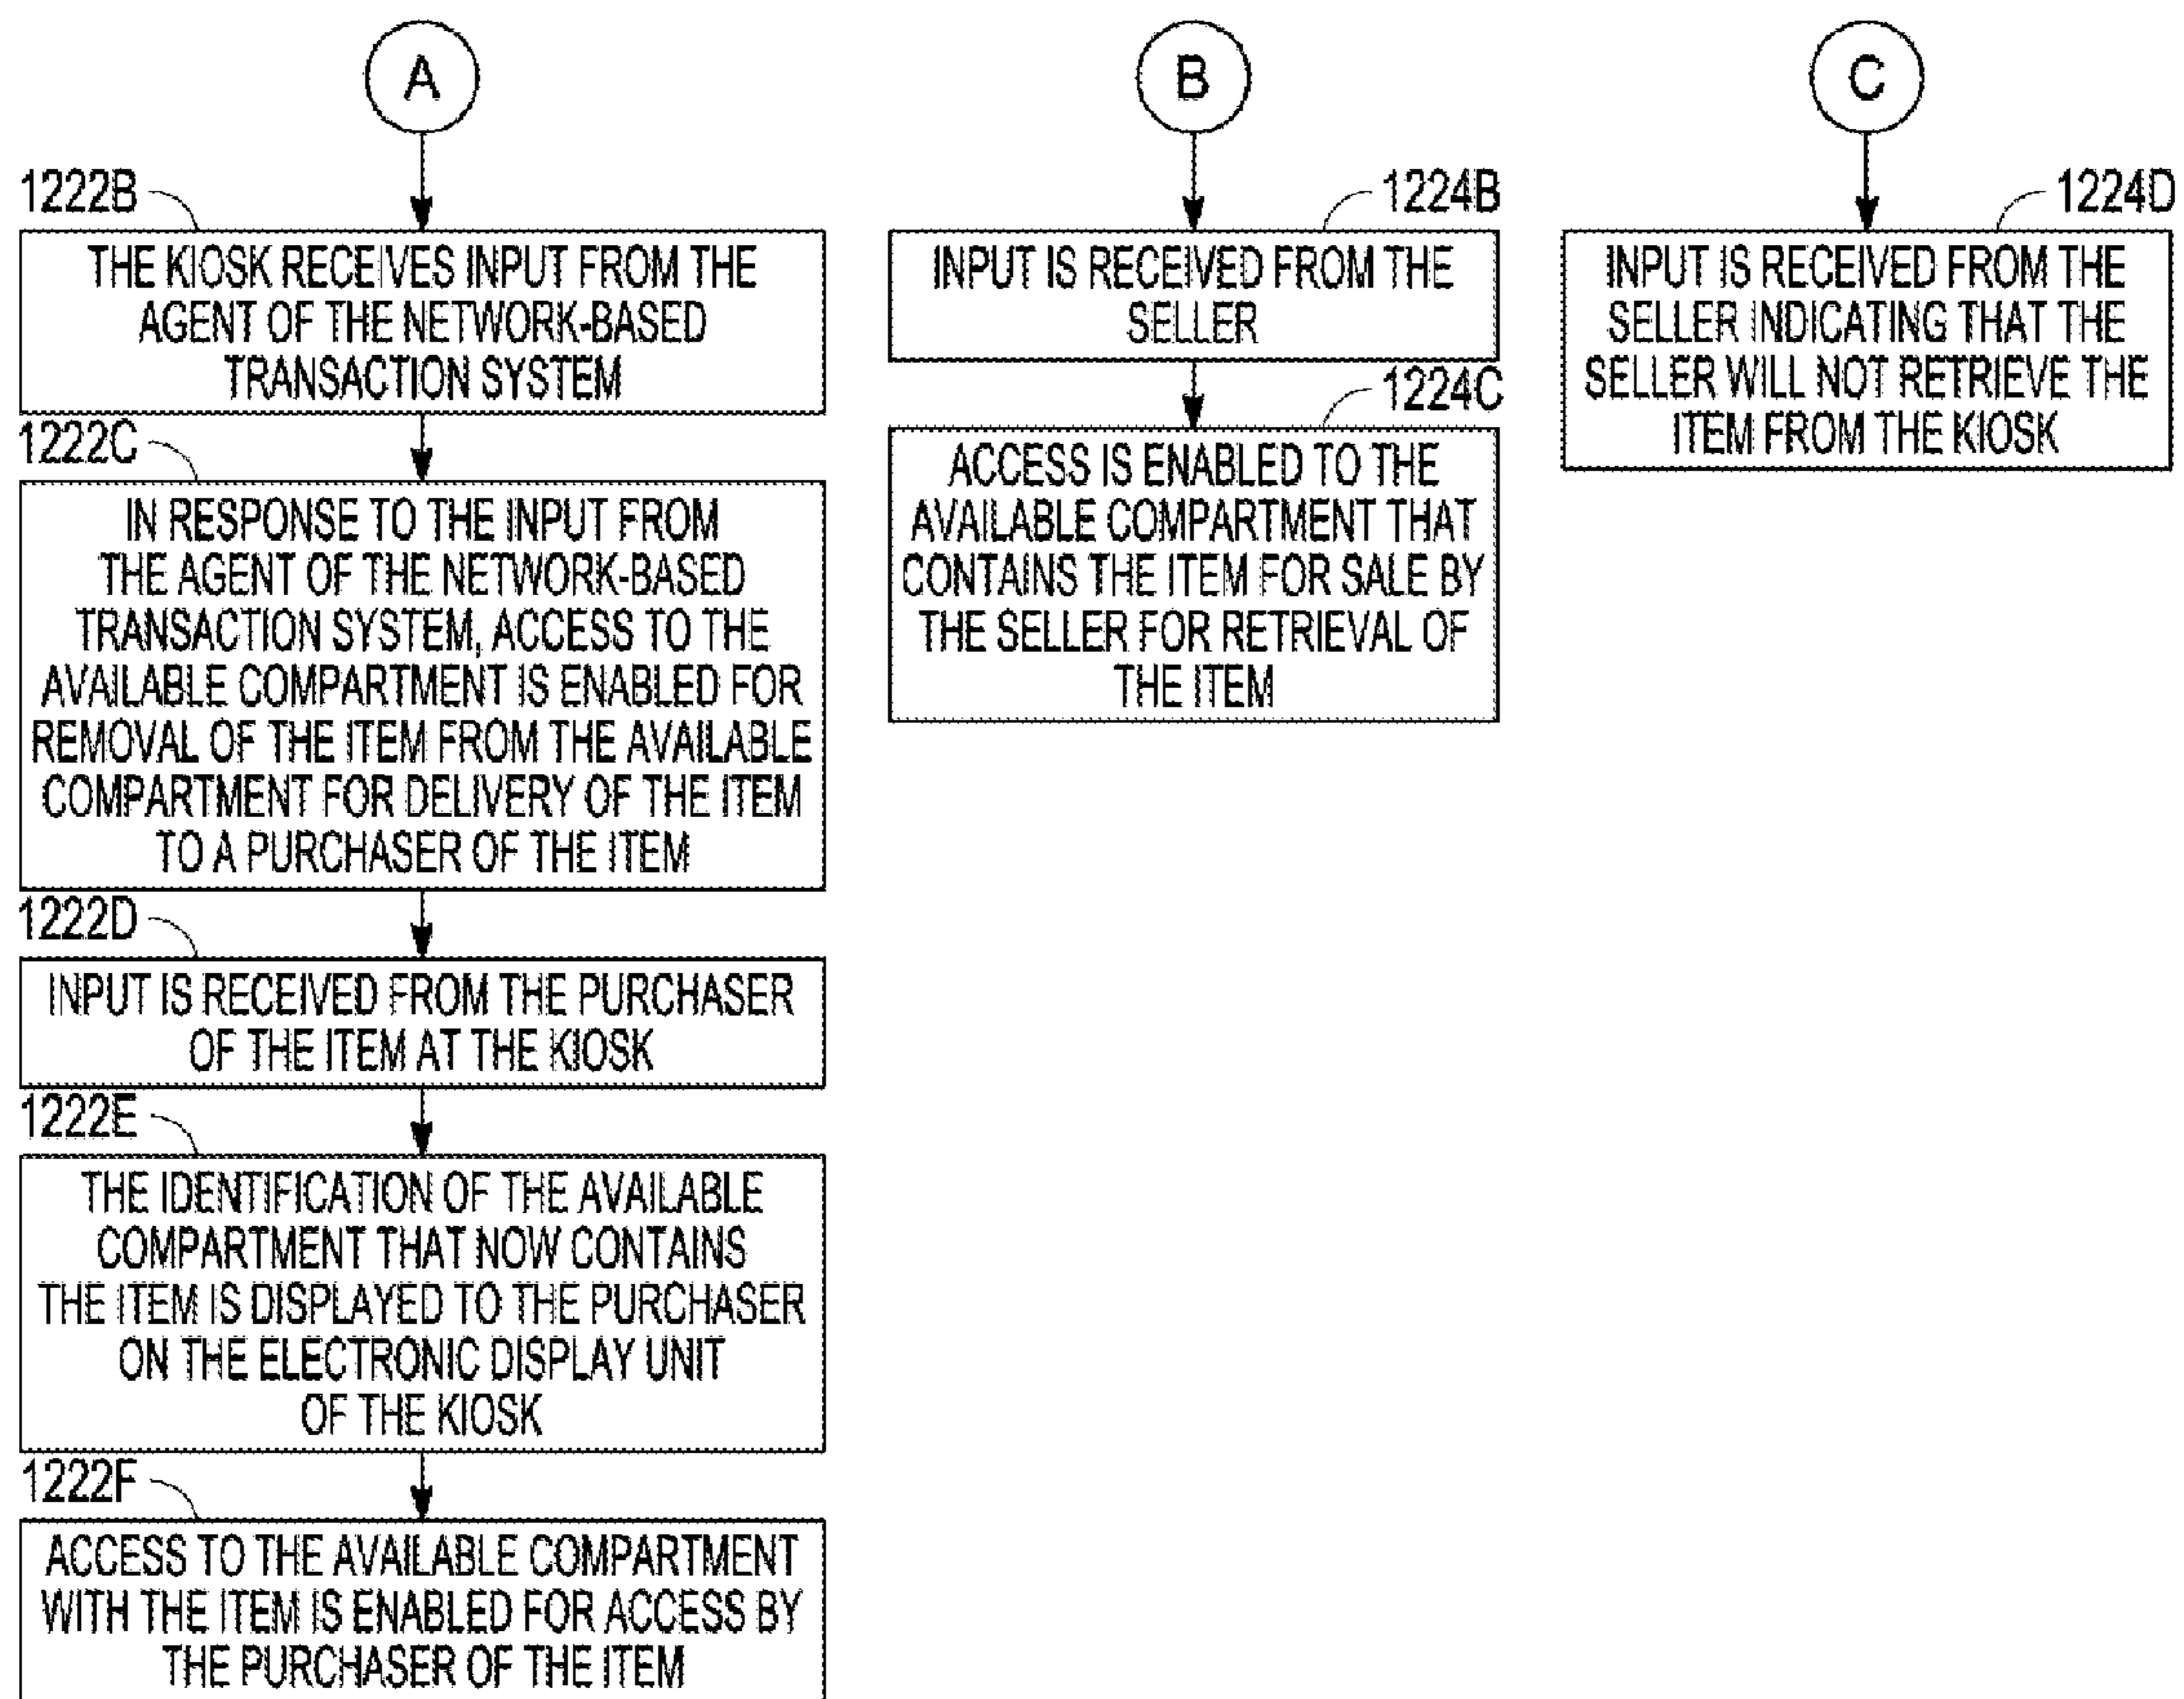 A
1222B
THE KIOSK RECEIVES INPUT FROM THE
AGENT OF THE NETWORK-BASED
TRANSACTION SYSTEM
1222C
IN RESPONSE TO THE INPUT FROM
THE AGENT OF THE NETWORK-BASED
TRANSACTION SYSTEM, ACCESS TO THE
AVAILABLE COMPARTMENT IS ENABLED FOR
REMOVAL OF THE ITEM FROM THE AVAILABLE
COMPARTMENT FOR DELIVERY OF THE ITEM
TO A PURCHASER OF THE ITEM
1222D
INPUT IS RECEIVED FROM THE PURCHASER
OF THE ITEM AT THE KIOSK
1222E
THE IDENTIFICATION OF THE AVAILABLE
COMPARTMENT THAT NOW CONTAINS
THE ITEM IS DISPLAYED TO THE PURCHASER
ON THE ELECTRONIC DISPLAY UNIT
OF THE KIOSK
1222F
ACCESS TO THE AVAILABLE COMPARTMENT
WITH THE ITEM IS ENABLED FOR ACCESS BY
THE PURCHASER OF THE ITEM
B
1224B
INPUT IS RECEIVED FROM THE
SELLER
1224C
ACCESS IS ENABLED TO THE
AVAILABLE COMPARTMENT THAT
CONTAINS THE ITEM FOR SALE BY
THE SELLER FOR RETRIEVAL OF
THE ITEM
C
1224D
INPUT IS RECEIVED FROM THE
SELLER INDICATING THAT THE
SELLER WILL NOT RETRIEVE THE
ITEM FROM THE KIOSK